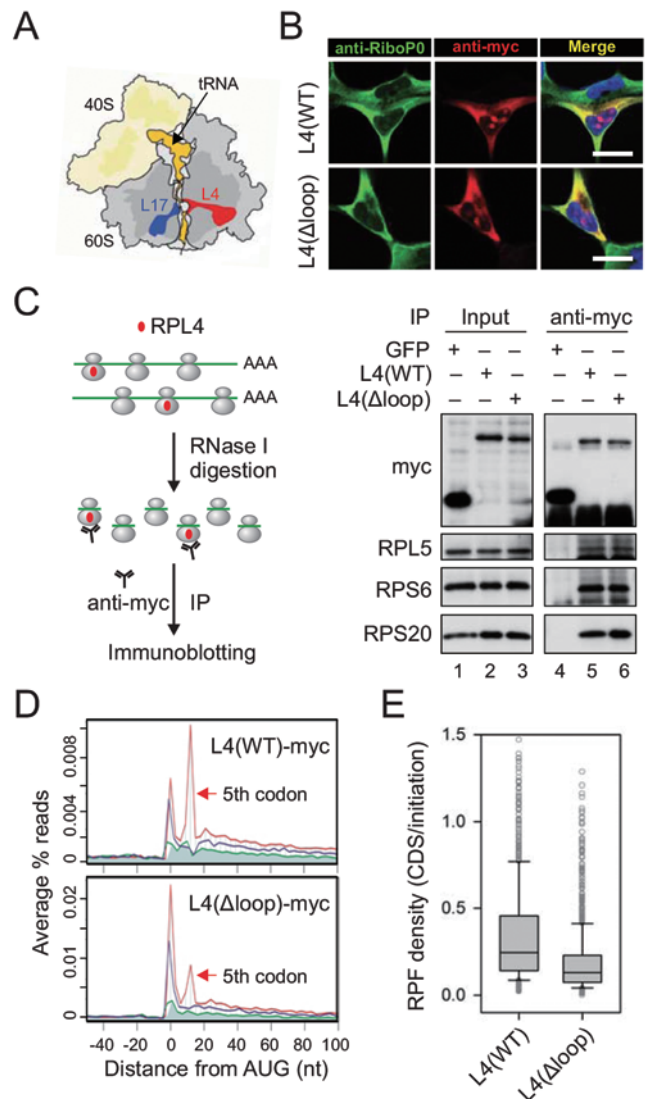 A
tRNA
40S
L17
L4
60S
B
anti-RiboP0 anti-myc Merge
L4(WT)
L4(Δloop)
C
RPL4
AAA
AAA
RNase I
digestion
anti-myc IP
Immunoblotting
IP Input anti-myc
GFP + − − + − −
L4(WT) − + − − + −
L4(Δloop) − − + − − +
myc
RPL5
RPS6
RPS20
1 2 3 4 5 6
D
Average % reads
0.008
0.004
0
L4(WT)-myc
5th codon
0.02
0.01
0
L4(Δloop)-myc
5th codon
-40 -20 0 20 40 60 80 100
Distance from AUG (nt)
E
RPF density (CDS/initiation)
1.5
1.0
0.5
0.0
L4(WT)
L4(Δloop)